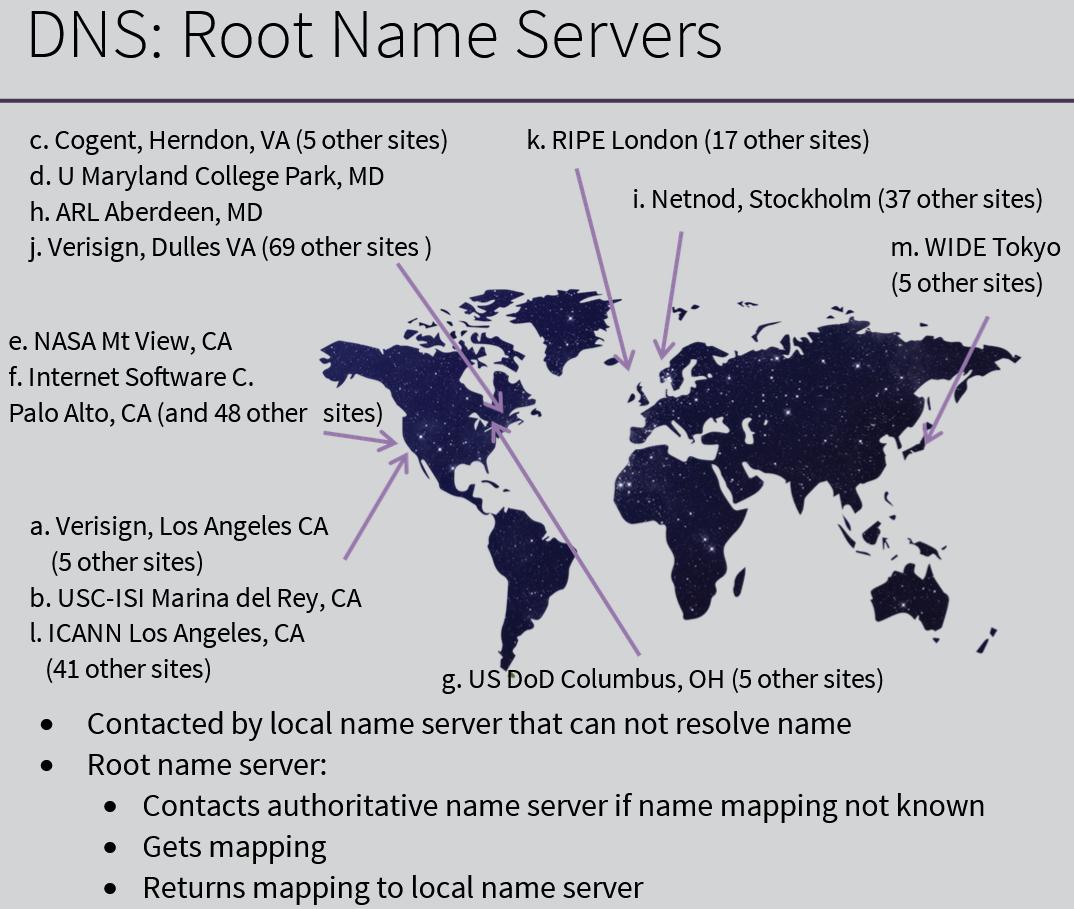 DNS: Root Name Servers
c. Cogent, Herndon, VA (5 other sites)
d. U Maryland College Park, MD
h. ARL Aberdeen, MD
j. Verisign, Dulles VA (69 other sites )
k. RIPE London (17 other sites)
i. Netnod, Stockholm (37 other sites)
m. WIDE Tokyo
(5 other sites)
e. NASA Mt View, CA
f. Internet Software C.
Palo Alto, CA (and 48 other sites)
a. Verisign, Los Angeles CA
(5 other sites)
b. USC-ISI Marina del Rey, CA
l. ICANN Los Angeles, CA
(41 other sites)
g. US DoD Columbus, OH (5 other sites)
• Contacted by local name server that can not resolve name
• Root name server:
• Contacts authoritative name server if name mapping not known
• Gets mapping
• Returns mapping to local name server